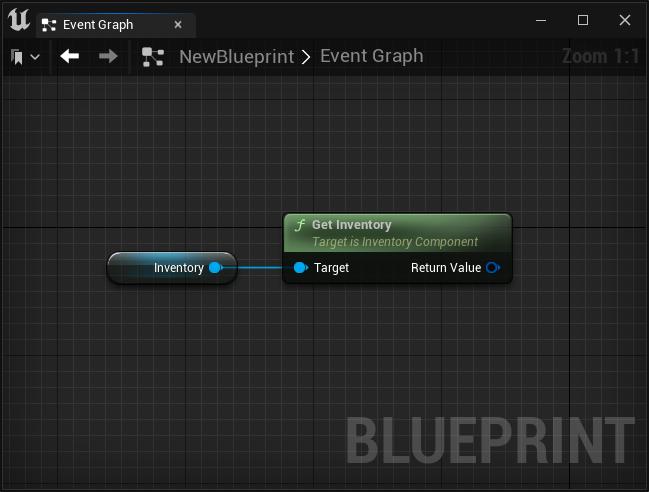 Event Graph
NewBlueprint > Event Graph
Zoom 1:1
f Get Inventory
Target is Inventory Component
Inventory
Target
Return Value
BLUEPRINT